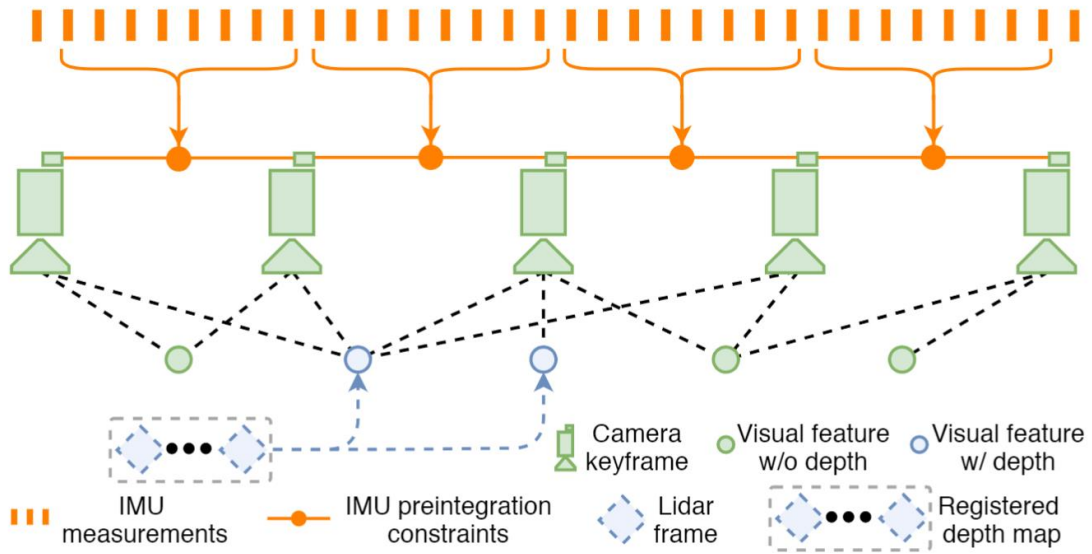 Camera
keyframe
Visual feature
w/o depth
Visual feature
w/ depth
IMU
measurements
IMU preintegration
constraints
Lidar
frame
Registered
depth map